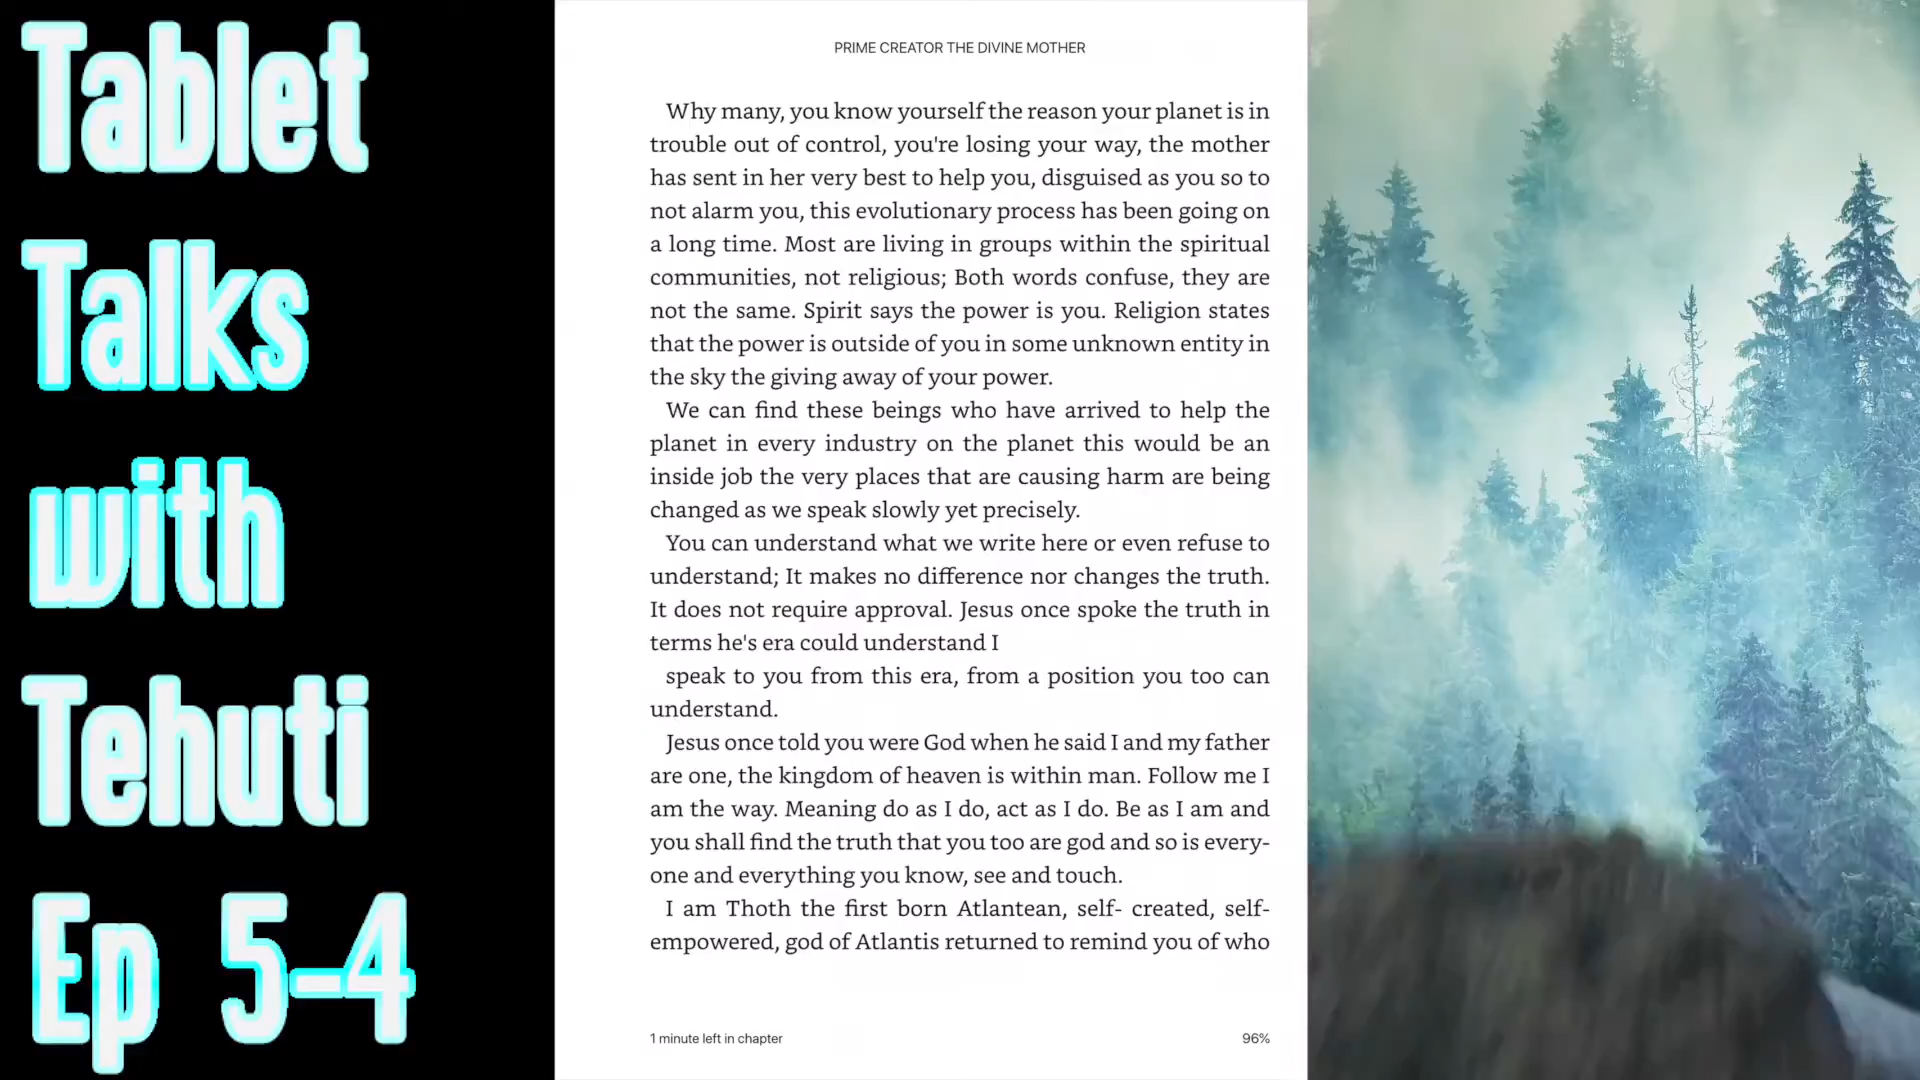 Tablet
Talks
with
Tehuti
Ep 5-4
PRIME CREATOR THE DIVINE MOTHER
Why many, you know yourself the reason your planet is in
trouble out of control, you're losing your way, the mother
has sent in her very best to help you, disguised as you so to
not alarm you, this evolutionary process has been going on
a long time. Most are living in groups within the spiritual
communities, not religious; Both words confuse, they are
not the same. Spirit says the power is you. Religion states
that the power is outside of you in some unknown entity in
the sky the giving away of your power.
We can find these beings who have arrived to help the
planet in every industry on the planet this would be an
inside job the very places that are causing harm are being
changed as we speak slowly yet precisely.
You can understand what we write here or even refuse to
understand; It makes no difference nor changes the truth.
It does not require approval. Jesus once spoke the truth in
terms he's era could understand I
speak to you from this era, from a position you too can
understand.
Jesus once told you were God when he said I and my father
are one, the kingdom of heaven is within man. Follow me I
am the way. Meaning do as I do, act as I do. Be as I am and
you shall find the truth that you too are god and so is every-
one and everything you know, see and touch.
I am Thoth the first born Atlantean, self- created, self-
empowered, god of Atlantis returned to remind you of who
1 minute left in chapter
96%